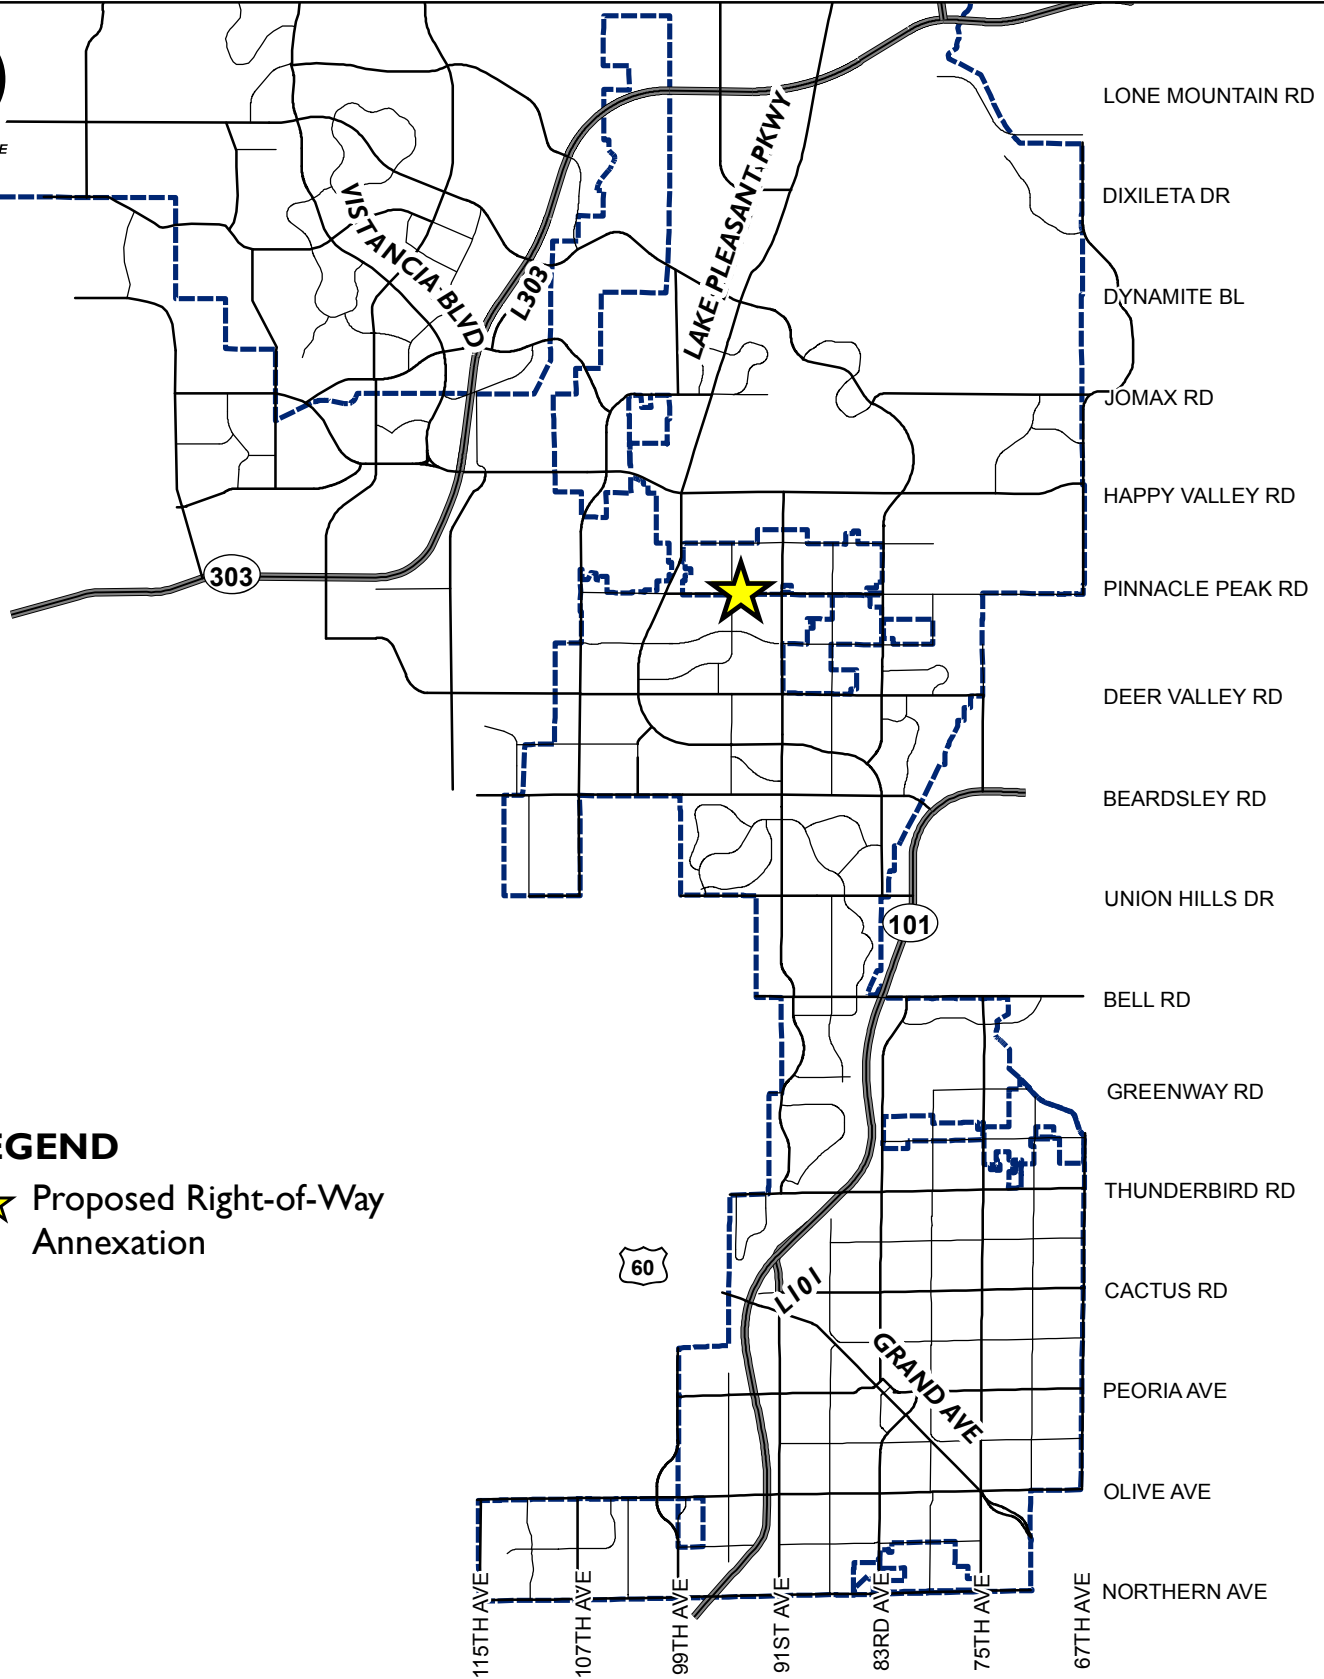 LONE MOUNTAIN RD
E
DIXILETA DR
VISTANCIA BLVD
L303
LAKE PLEASANT PKWY
DYNAMITE BL
JOMAX RD
HAPPY VALLEY RD
303
PINNACLE PEAK RD
DEER VALLEY RD
BEARDSLEY RD
UNION HILLS DR
101
BELL RD
GREENWAY RD
EGEND
Proposed Right-of-Way
Annexation
THUNDERBIRD RD
60
L101
CACTUS RD
GRAND AVE
PEORIA AVE
OLIVE AVE
NORTHERN AVE
115TH AVE
107TH AVE
99TH AVE
91ST AVE
83RD AVE
75TH AVE
67TH AVE